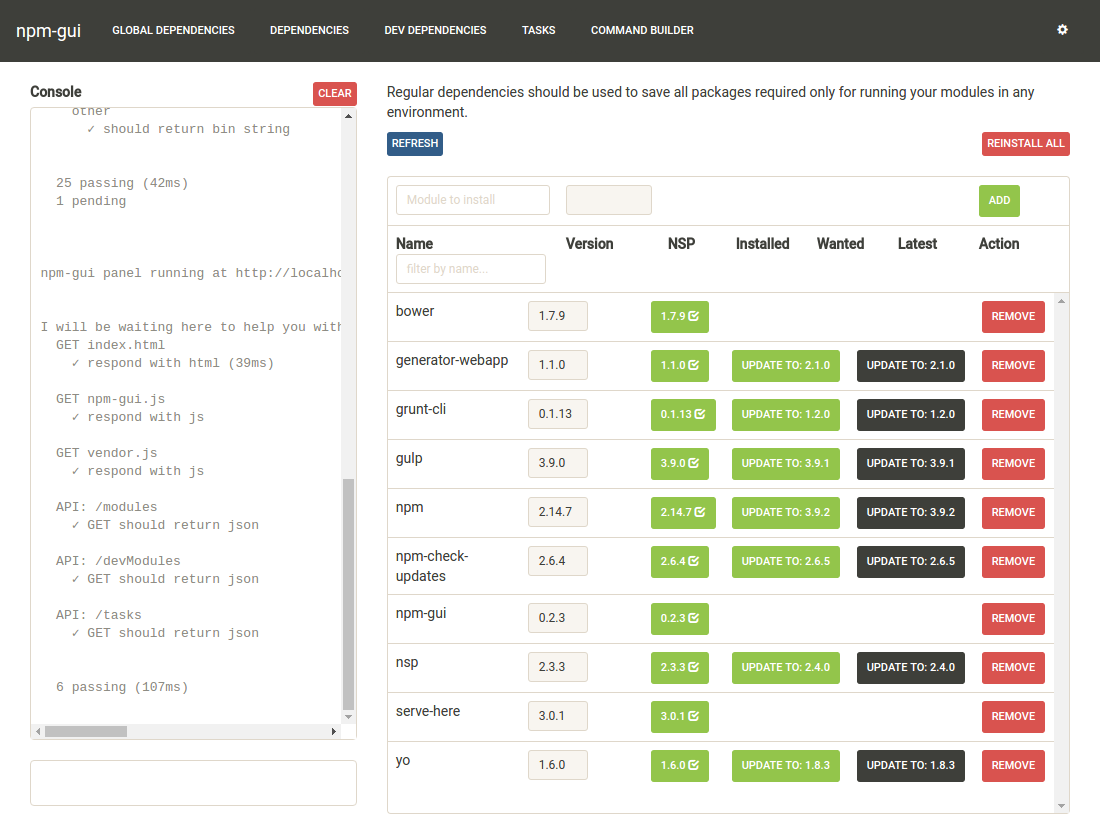 npm-gui GLOBAL DEPENDENCIES DEPENDENCIES DEV DEPENDENCIES TASKS COMMAND BUILDER
Console CLEAR
other
✓ should return bin string
25 passing (42ms)
1 pending
npm-gui panel running at http://localho
I will be waiting here to help you with
GET index.html
✓ respond with html (39ms)
GET npm-gui.js
✓ respond with js
GET vendor.js
✓ respond with js
API: /modules
✓ GET should return json
API: /devModules
✓ GET should return json
API: /tasks
✓ GET should return json
6 passing (107ms)
Regular dependencies should be used to save all packages required only for running your modules in any
environment.
REFRESH REINSTALL ALL
Module to install ADD
Name Version NSP Installed Wanted Latest Action
filter by name...
bower 1.7.9 1.7.9 REMOVE
generator-webapp 1.1.0 1.1.0 UPDATE TO: 2.1.0 UPDATE TO: 2.1.0 REMOVE
grunt-cli 0.1.13 0.1.13 UPDATE TO: 1.2.0 UPDATE TO: 1.2.0 REMOVE
gulp 3.9.0 3.9.0 UPDATE TO: 3.9.1 UPDATE TO: 3.9.1 REMOVE
npm 2.14.7 2.14.7 UPDATE TO: 3.9.2 UPDATE TO: 3.9.2 REMOVE
npm-check-
updates 2.6.4 2.6.4 UPDATE TO: 2.6.5 UPDATE TO: 2.6.5 REMOVE
npm-gui 0.2.3 0.2.3 REMOVE
nsp 2.3.3 2.3.3 UPDATE TO: 2.4.0 UPDATE TO: 2.4.0 REMOVE
serve-here 3.0.1 3.0.1 REMOVE
yo 1.6.0 1.6.0 UPDATE TO: 1.8.3 UPDATE TO: 1.8.3 REMOVE